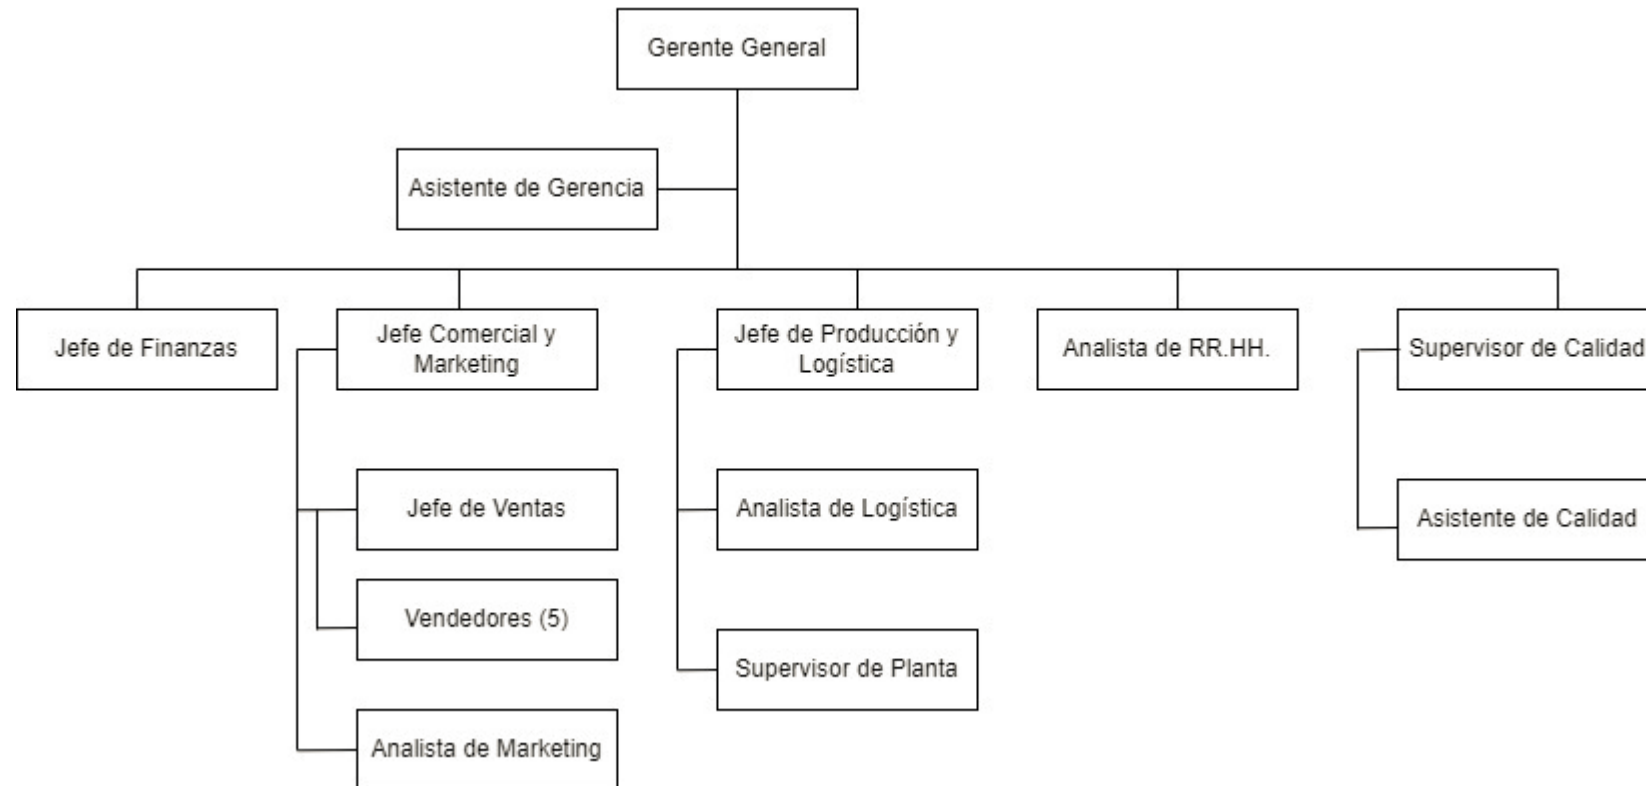 Gerente General
Asistente de Gerencia
Jefe de Finanzas
Jefe Comercial y
Marketing
Jefe de Producción y
Logística
Analista de RR.HH.
Supervisor de Calidad
Jefe de Ventas
Analista de Logística
Asistente de Calidad
Vendedores (5)
Supervisor de Planta
Analista de Marketing